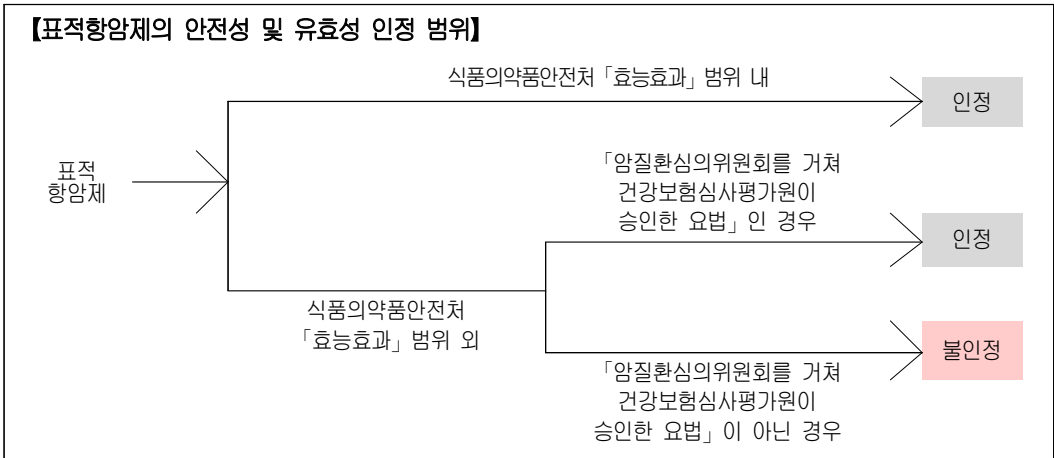 【표적항암제의 안전성 및 유효성 인정 범위】
식품의약품안전처「효능효과」범위 내
인정
표적
항암제
「암질환심의위원회를 거쳐
건강보험심사평가원이
승인한 요법」인 경우
인정
식품의약품안전처
「효능효과」범위 외
불인정
「암질환심의위원회를 거쳐
건강보험심사평가원이
승인한 요법」이 아닌 경우